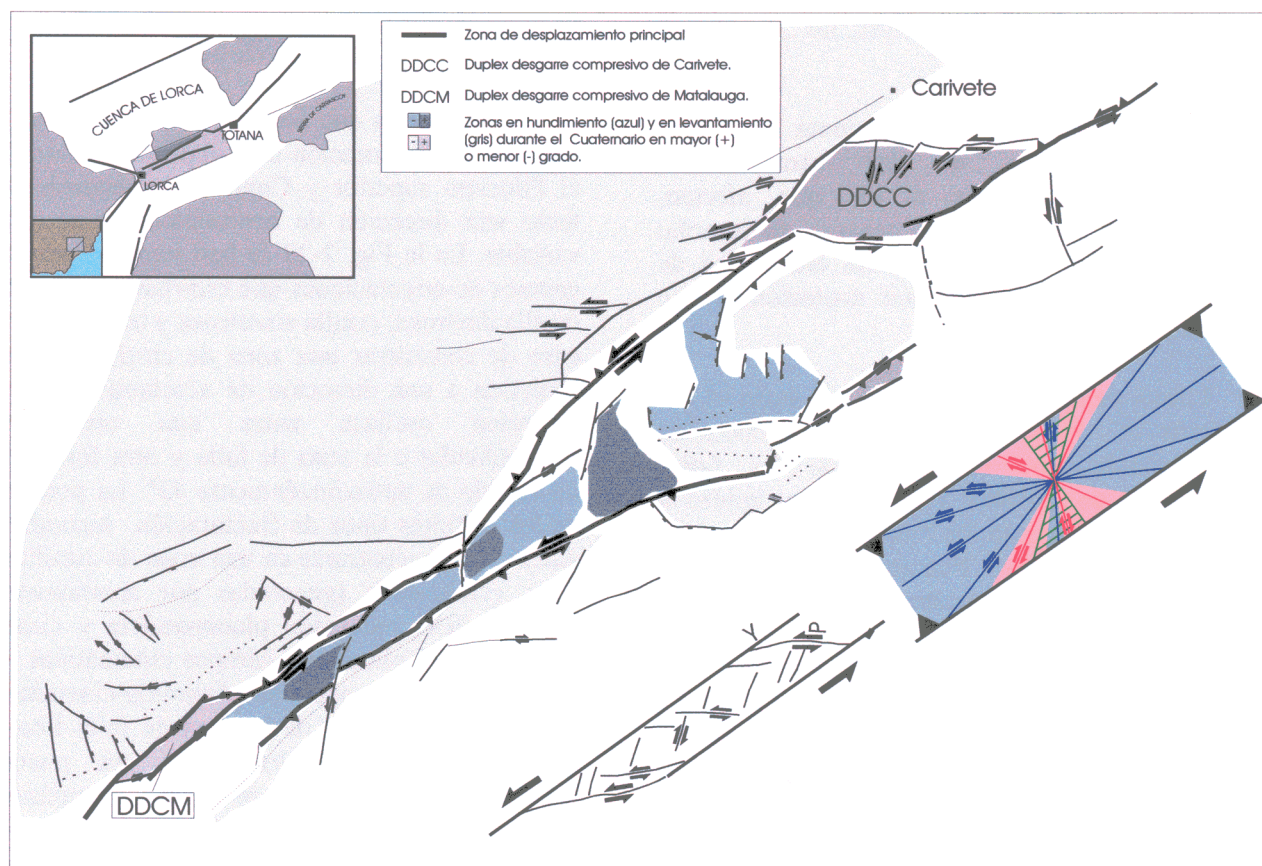 CUENCA DE LORCA
TOTANA
LORCA
Zona de desplazamiento principal
DDCC Duplex desgarre compresivo de Carivete.
DDCM Duplex desgarre compresivo de Matalauga.
- + Zonas en hundimiento (azul) y en levantamiento
- + (gris) durante el Cuaternario en mayor (+)
o menor (-) grado.
Carivete
DDCC
Y
P
DDCM